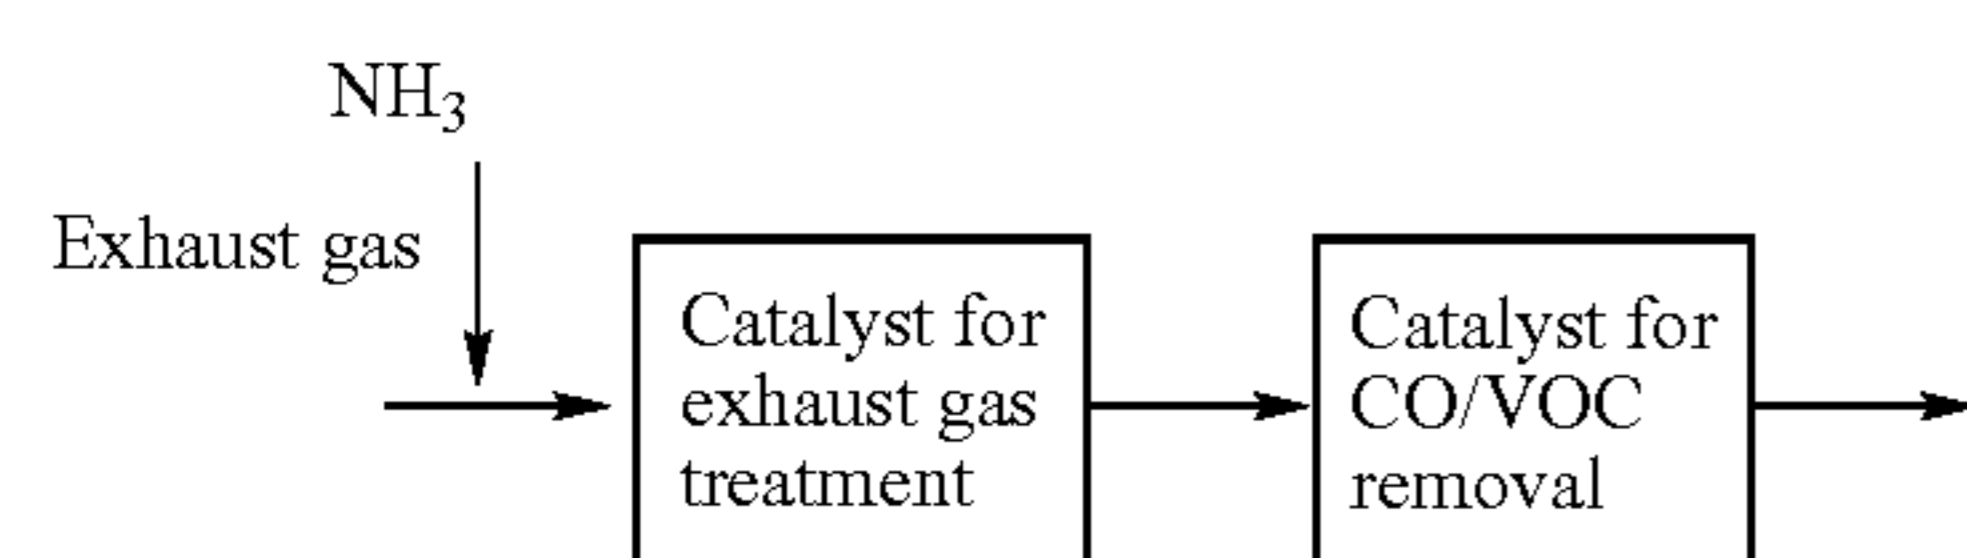 NH₃
Exhaust gas
Catalyst for
exhaust gas
treatment
Catalyst for
CO/VOC
removal